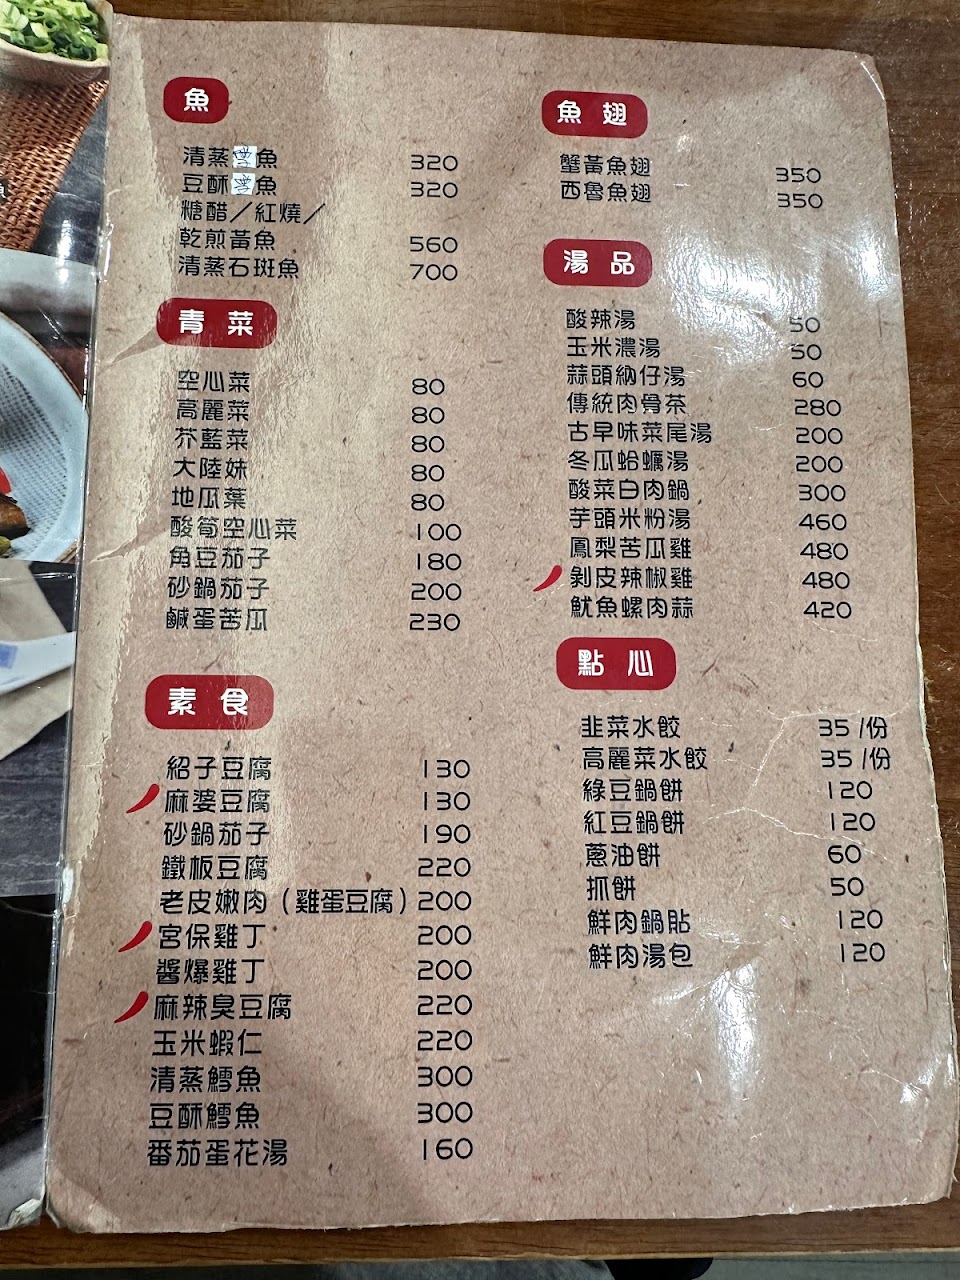 魚
清蒸魚 320
豆酥魚 320
糖醋／紅燒／
乾煎黃魚 560
清蒸石斑魚 700
青菜
空心菜 80
高麗菜 80
芥藍菜 80
大陸妹 80
地瓜葉 80
酸筍空心菜 100
角豆茄子 180
砂鍋茄子 200
鹹蛋苦瓜 230
素食
紹子豆腐 130
麻婆豆腐 130
砂鍋茄子 190
鐵板豆腐 220
老皮嫩肉（雞蛋豆腐）200
宮保雞丁 200
醬爆雞丁 200
麻辣臭豆腐 220
玉米蝦仁 220
清蒸鱈魚 300
豆酥鱈魚 300
番茄蛋花湯 160
魚翅
蟹黃魚翅 350
西魯魚翅 350
湯品
酸辣湯 50
玉米濃湯 50
蒜頭蚋仔湯 60
傳統肉骨茶 280
古早味菜尾湯 200
冬瓜蛤蠣湯 200
酸菜白肉鍋 300
芋頭米粉湯 460
鳳梨苦瓜雞 480
剝皮辣椒雞 480
魷魚螺肉蒜 420
點心
韭菜水餃 35 /份
高麗菜水餃 35 /份
綠豆鍋餅 120
紅豆鍋餅 120
蔥油餅 60
抓餅 50
鮮肉鍋貼 120
鮮肉湯包 120